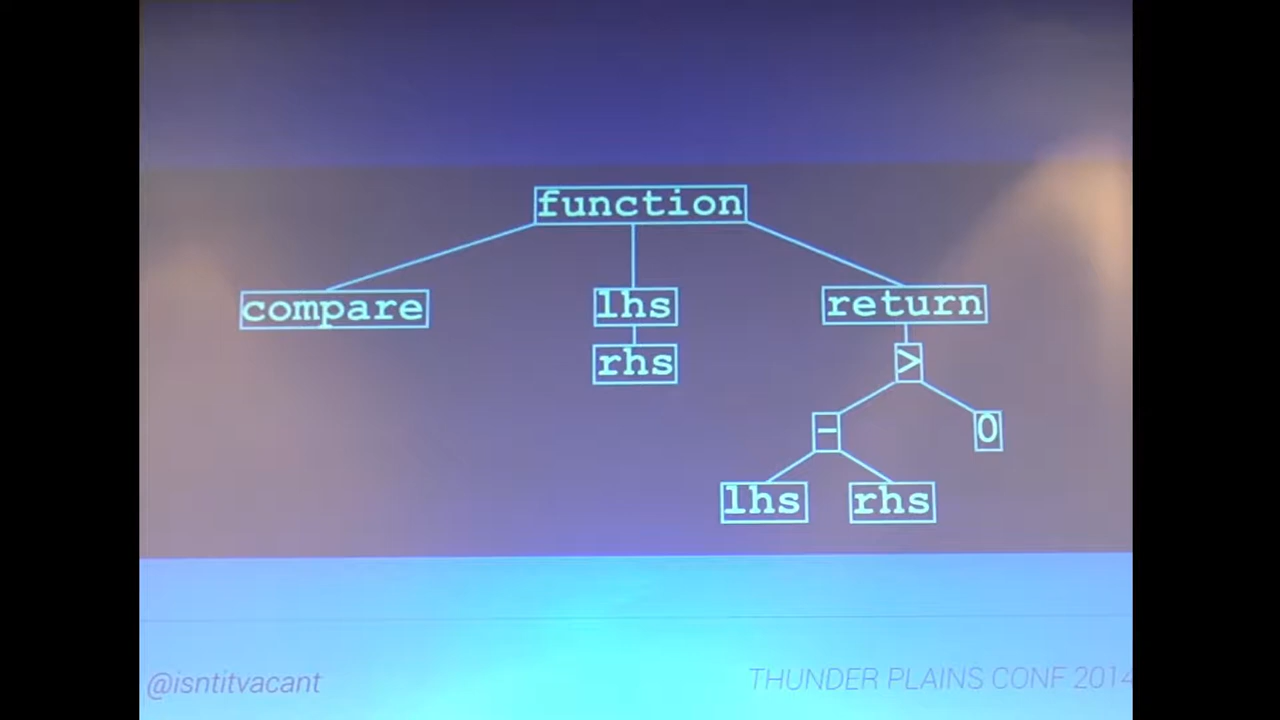 function
compare
lhs
return
rhs
>
-
0
lhs
rhs
@isntitvacant
THUNDER PLAINS CONF 2014